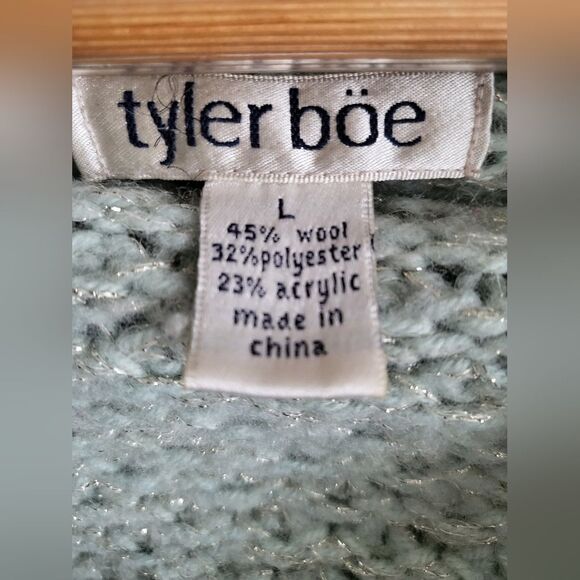 tyler böe
L
45% wool
32% polyester
23% acrylic
made in
china